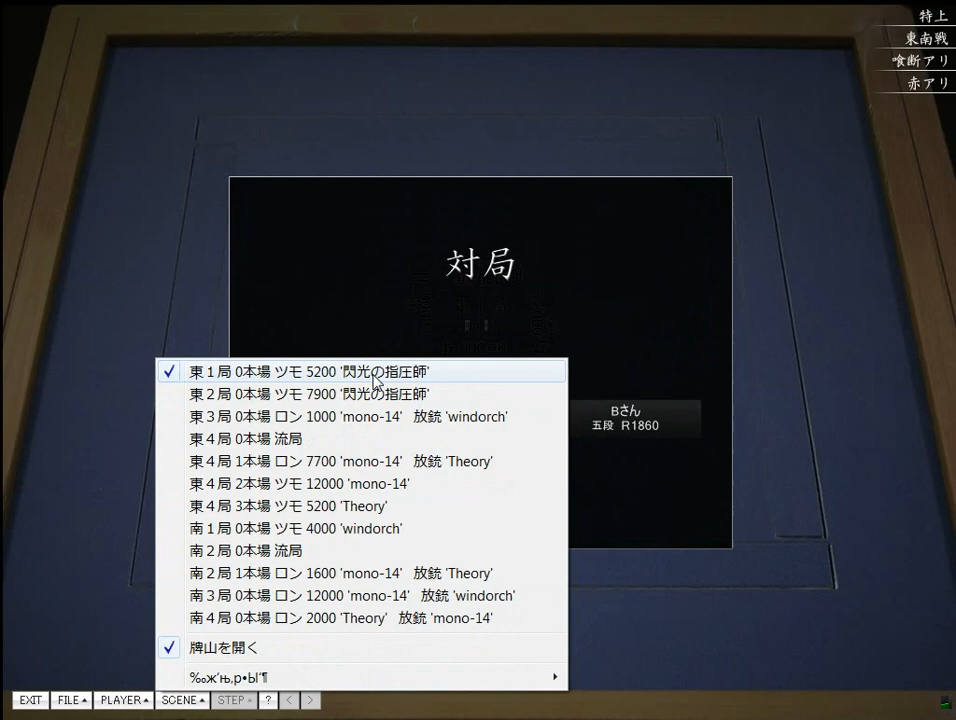 特上
東南戦
喰断アリ
赤アリ
対局
Bさん
五段 R1860
東１局 0本場 ツモ 5200 '閃光の指圧師'
東２局 0本場 ツモ 7900 '閃光の指圧師'
東３局 0本場 ロン 1000 'mono-14' 放銃 'windorch'
東４局 0本場 流局
東４局 1本場 ロン 7700 'mono-14' 放銃 'Theory'
東４局 2本場 ツモ 12000 'mono-14'
東４局 3本場 ツモ 5200 'Theory'
南１局 0本場 ツモ 4000 'windorch'
南２局 0本場 流局
南２局 1本場 ロン 1600 'mono-14' 放銃 'Theory'
南３局 0本場 ロン 12000 'mono-14' 放銃 'windorch'
南４局 0本場 ロン 2000 'Theory' 放銃 'mono-14'
牌山を開く
‰ж‘њ‚р•Ы‘¶
EXIT FILE PLAYER SCENE STEP ? < >